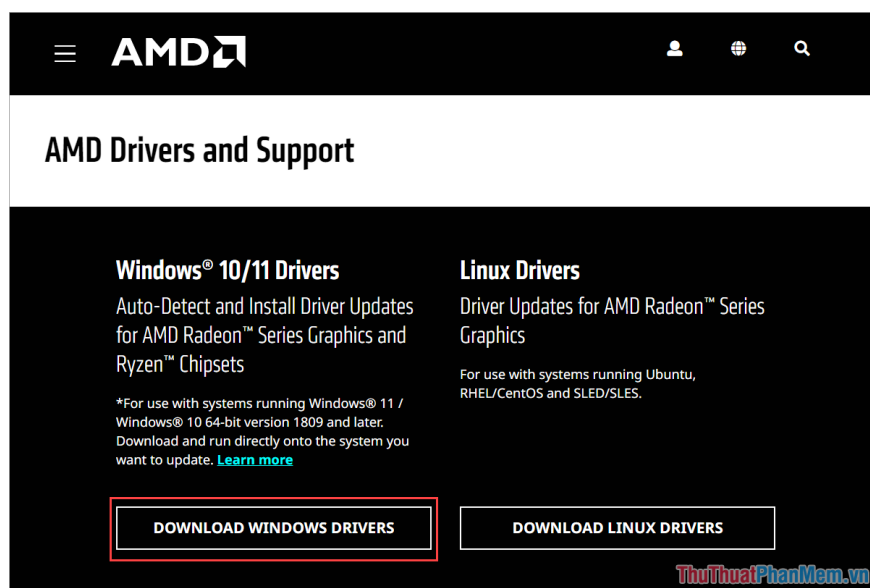 AMD
AMD Drivers and Support
Windows® 10/11 Drivers
Auto-Detect and Install Driver Updates
for AMD Radeon™ Series Graphics and
Ryzen™ Chipsets
*For use with systems running Windows® 11 /
Windows® 10 64-bit version 1809 and later.
Download and run directly onto the system you
want to update. Learn more
DOWNLOAD WINDOWS DRIVERS
Linux Drivers
Driver Updates for AMD Radeon™ Series
Graphics
For use with systems running Ubuntu,
RHEL/CentOS and SLED/SLES.
DOWNLOAD LINUX DRIVERS
ThuThuatPhanMem.vn